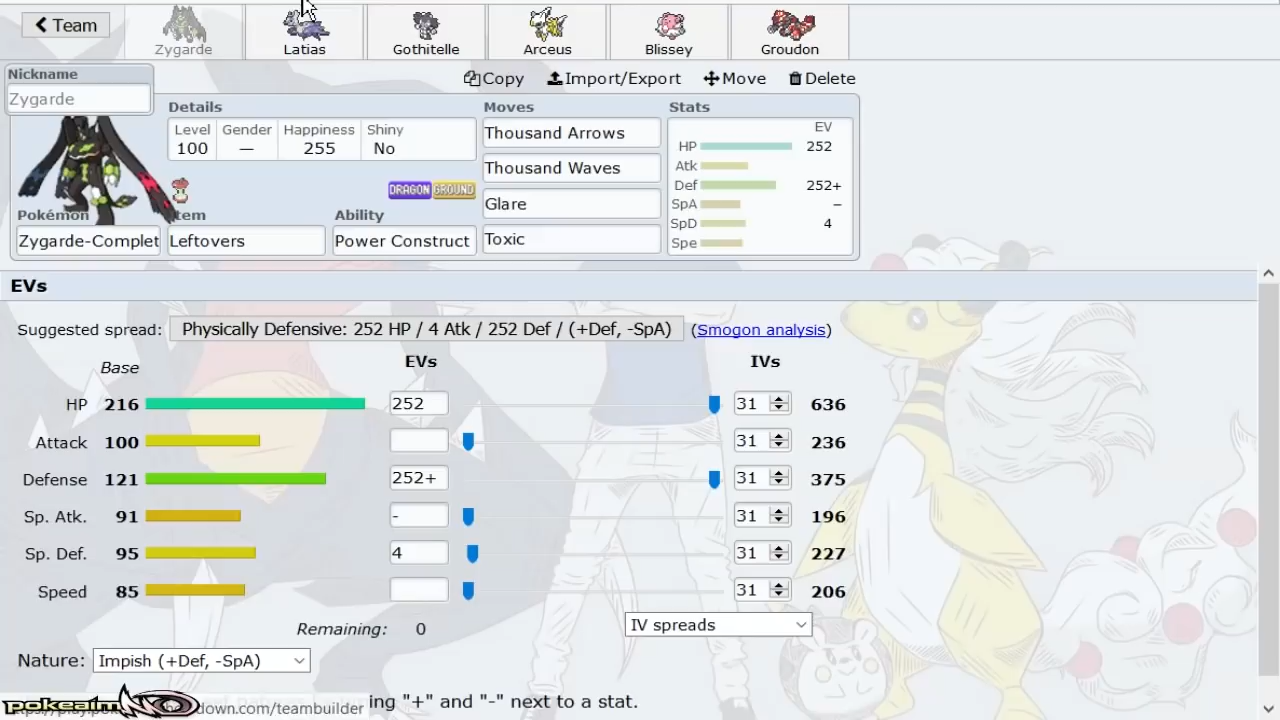 Team
Zygarde
Latias
Gothitelle
Arceus
Blissey
Groudon
Nickname
Zygarde
Copy
Import/Export
Move
Delete
Details
Moves
Stats
Level
Gender
Happiness
Shiny
100
—
255
No
DRAGON GROUND
Pokémon
Item
Ability
Zygarde-Complet
Leftovers
Power Construct
Thousand Arrows
Thousand Waves
Glare
Toxic
EV
HP 252
Atk
Def 252+
SpA –
SpD 4
Spe
EVs
Suggested spread: Physically Defensive: 252 HP / 4 Atk / 252 Def / (+Def, -SpA) (Smogon analysis)
Base EVs IVs
HP 216 252 31 636
Attack 100 31 236
Defense 121 252+ 31 375
Sp. Atk. 91 - 31 196
Sp. Def. 95 4 31 227
Speed 85 31 206
Remaining: 0
IV spreads
Nature: Impish (+Def, -SpA)
ing "+" and "-" next to a stat.
pokeaimMD
down.com/teambuilder